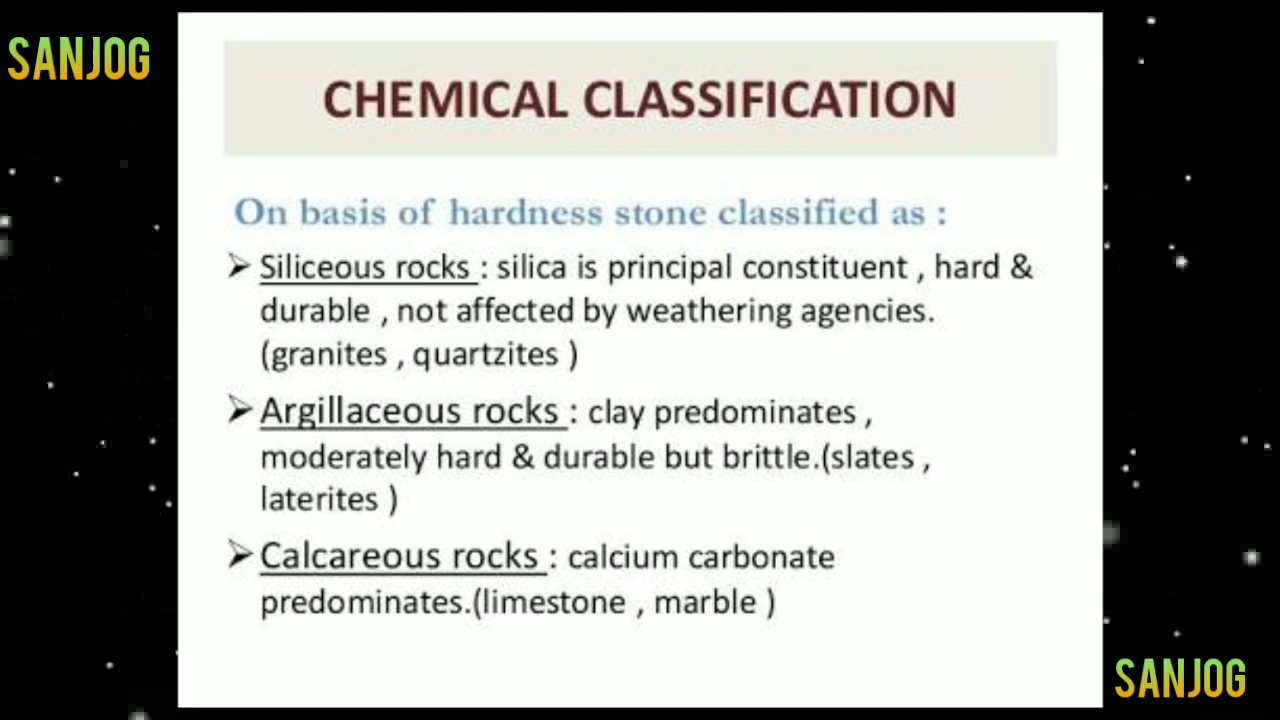 SANJOG
CHEMICAL CLASSIFICATION
On basis of hardness stone classified as :
➢ Siliceous rocks : silica is principal constituent , hard &
durable , not affected by weathering agencies.
(granites , quartzites )
➢ Argillaceous rocks : clay predominates ,
moderately hard & durable but brittle.(slates ,
laterites )
➢ Calcareous rocks : calcium carbonate
predominates.(limestone , marble )
SANJOG